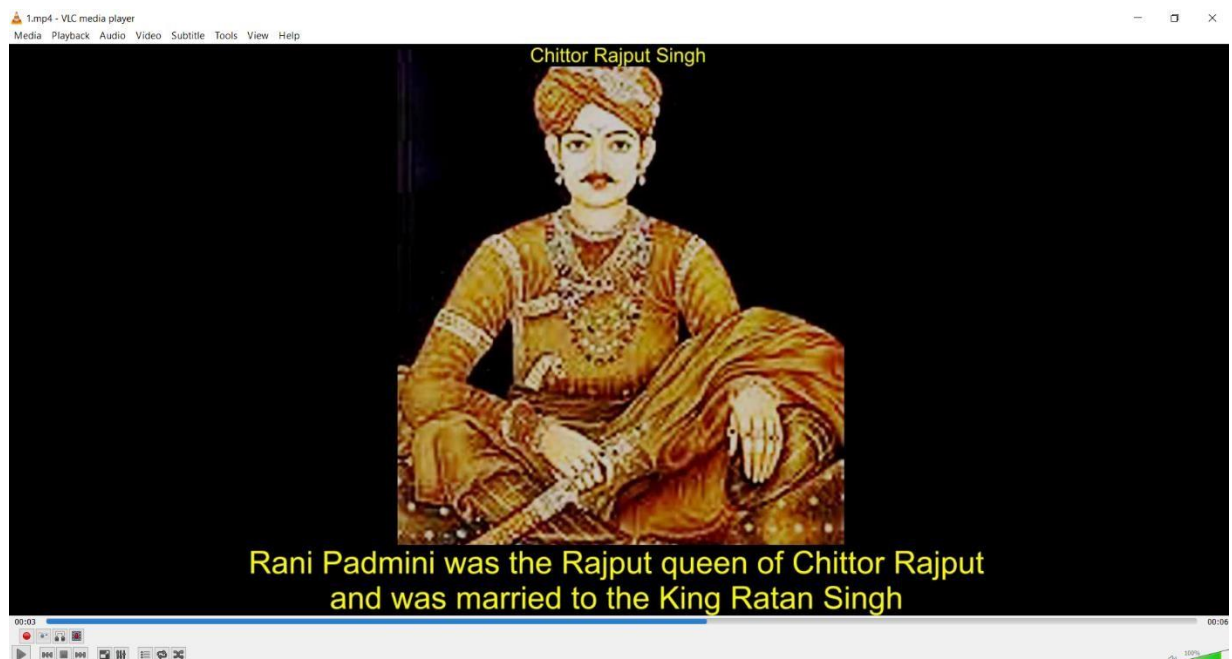 1.mp4 - VLC media player
Media Playback Audio Video Subtitle Tools View Help
Chittor Rajput Singh
Rani Padmini was the Rajput queen of Chittor Rajput
and was married to the King Ratan Singh
00:03 00:06
100%